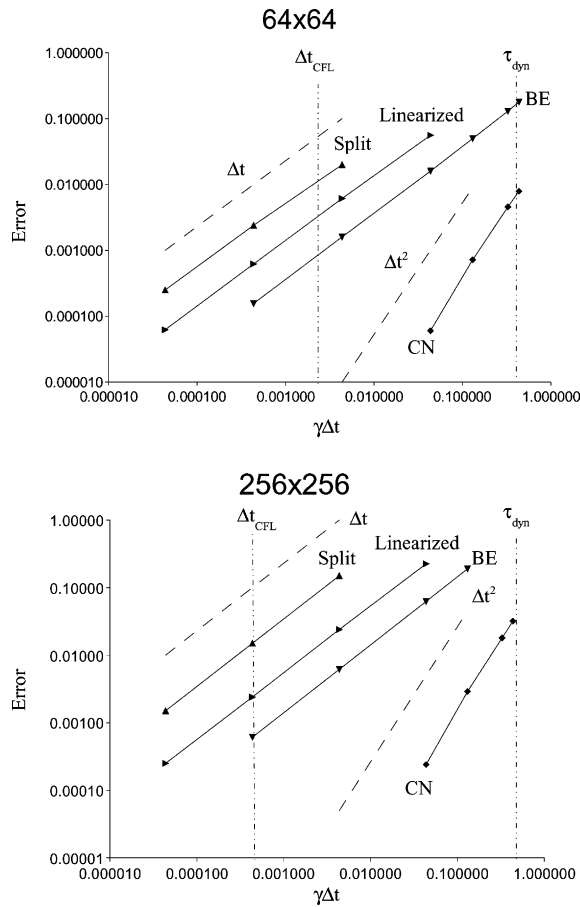 64x64
1.000000
Δt_CFL
τ_dyn
0.100000
Linearized
BE
Split
Δt
0.010000
Error
0.001000
Δt²
0.000100
CN
0.000010
0.000010 0.000100 0.001000 0.010000 0.100000 1.000000
γΔt
256x256
Δt_CFL
Δt
τ_dyn
1.00000
Linearized
Split
BE
0.10000
Δt²
0.01000
Error
0.00100
0.00010
CN
0.00001
0.000010 0.000100 0.001000 0.010000 0.100000 1.000000
γΔt